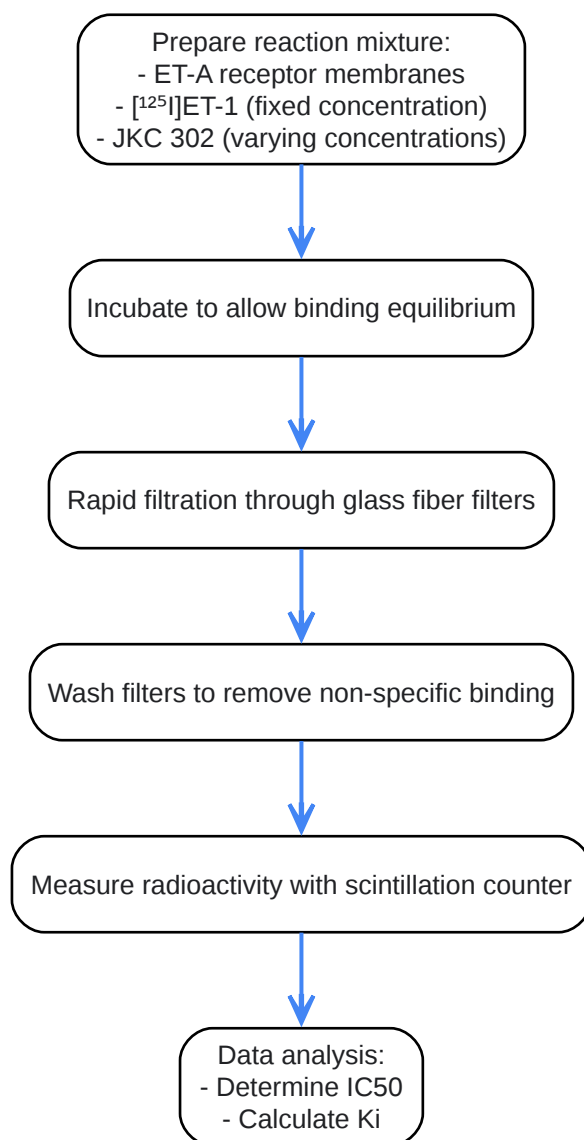 Prepare reaction mixture:
- ET-A receptor membranes
- [¹²⁵I]ET-1 (fixed concentration)
- JKC 302 (varying concentrations)
Incubate to allow binding equilibrium
Rapid filtration through glass fiber filters
Wash filters to remove non-specific binding
Measure radioactivity with scintillation counter
Data analysis:
- Determine IC50
- Calculate Ki